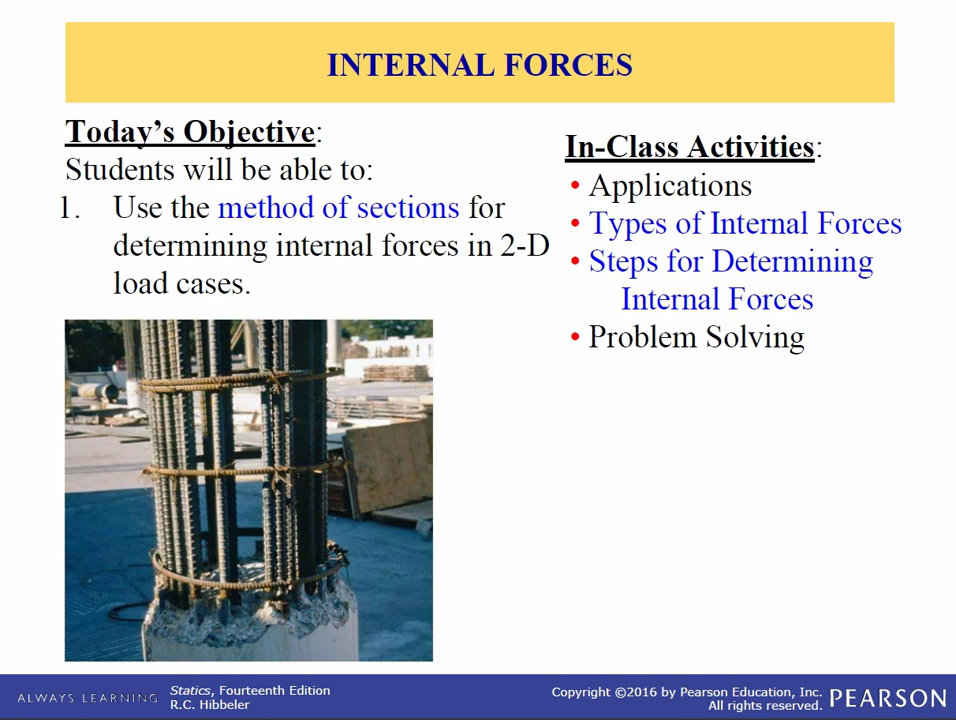 INTERNAL FORCES
Today’s Objective:
Students will be able to:
1. Use the method of sections for
determining internal forces in 2-D
load cases.
In-Class Activities:
• Applications
• Types of Internal Forces
• Steps for Determining
Internal Forces
• Problem Solving
ALWAYS LEARNING
Statics, Fourteenth Edition
R.C. Hibbeler
Copyright ©2016 by Pearson Education, Inc.
All rights reserved.
PEARSON